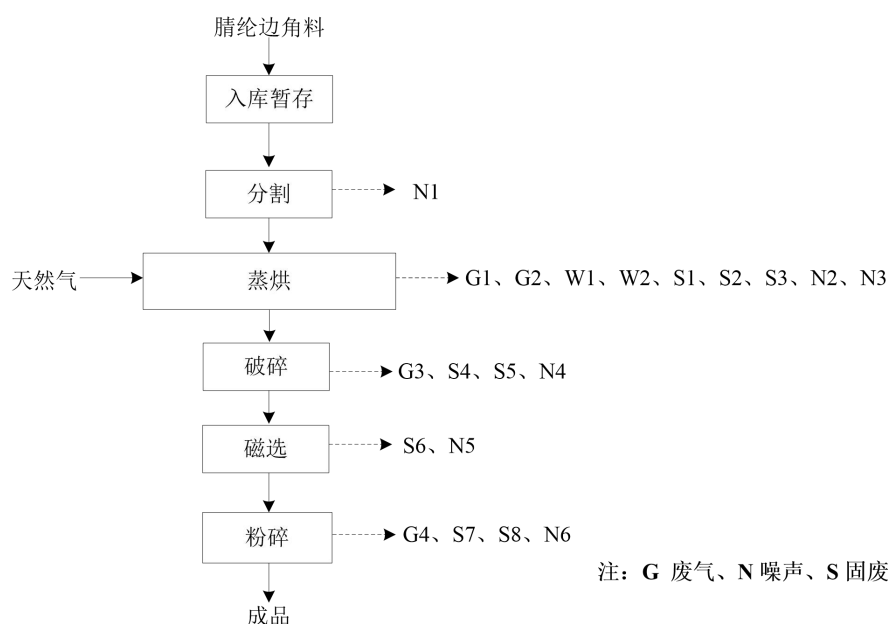 腈纶边角料
入库暂存
分割
N1
天然气
蒸烘
G1、G2、W1、W2、S1、S2、S3、N2、N3
破碎
G3、S4、S5、N4
磁选
S6、N5
粉碎
G4、S7、S8、N6
注：G 废气、N 噪声、S 固废
成品